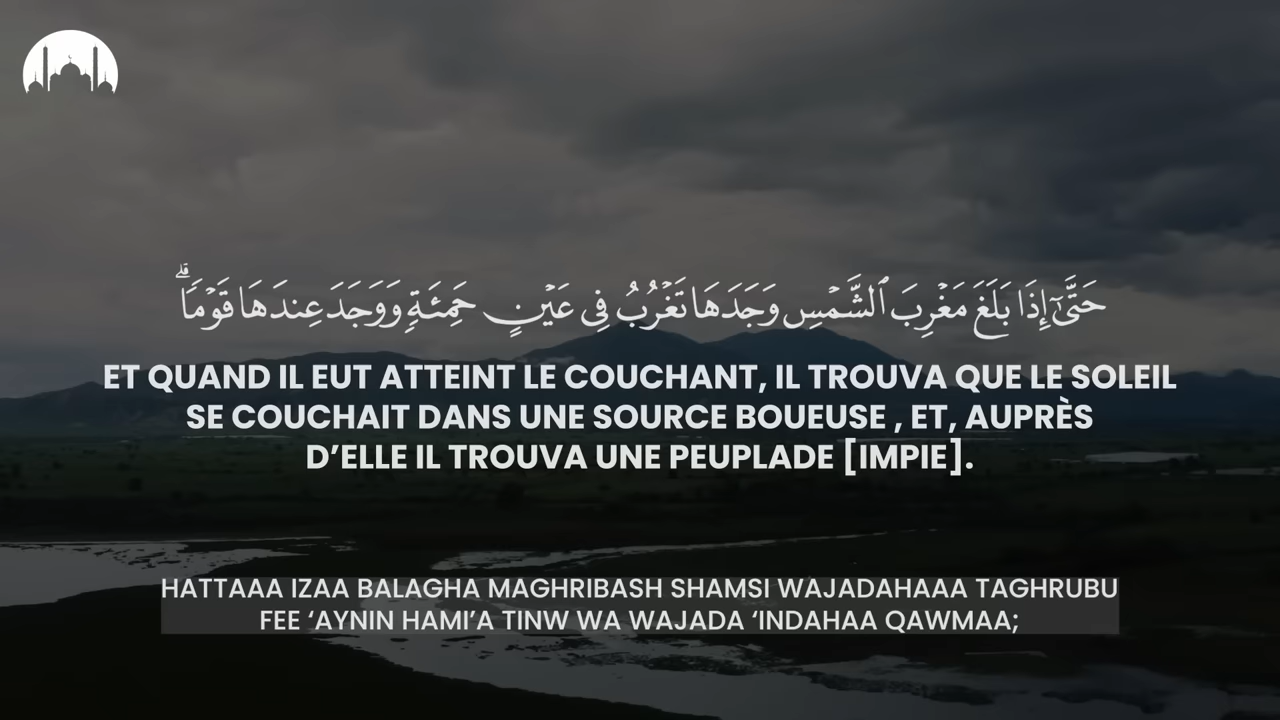 حَتَّىٰٓ إِذَا بَلَغَ مَغْرِبَ ٱلشَّمْسِ وَجَدَهَا تَغْرُبُ فِى عَيْنٍ حَمِئَةٍ وَوَجَدَ عِندَهَا قَوْمًا ۗ
ET QUAND IL EUT ATTEINT LE COUCHANT, IL TROUVA QUE LE SOLEIL
SE COUCHAIT DANS UNE SOURCE BOUEUSE , ET, AUPRÈS
D’ELLE IL TROUVA UNE PEUPLADE [IMPIE].
HATTAAA IZAA BALAGHA MAGHRIBASH SHAMSI WAJADAHAAA TAGHRUBU
FEE ‘AYNIN HAMI’A TINW WA WAJADA ‘INDAHAA QAWMAA;